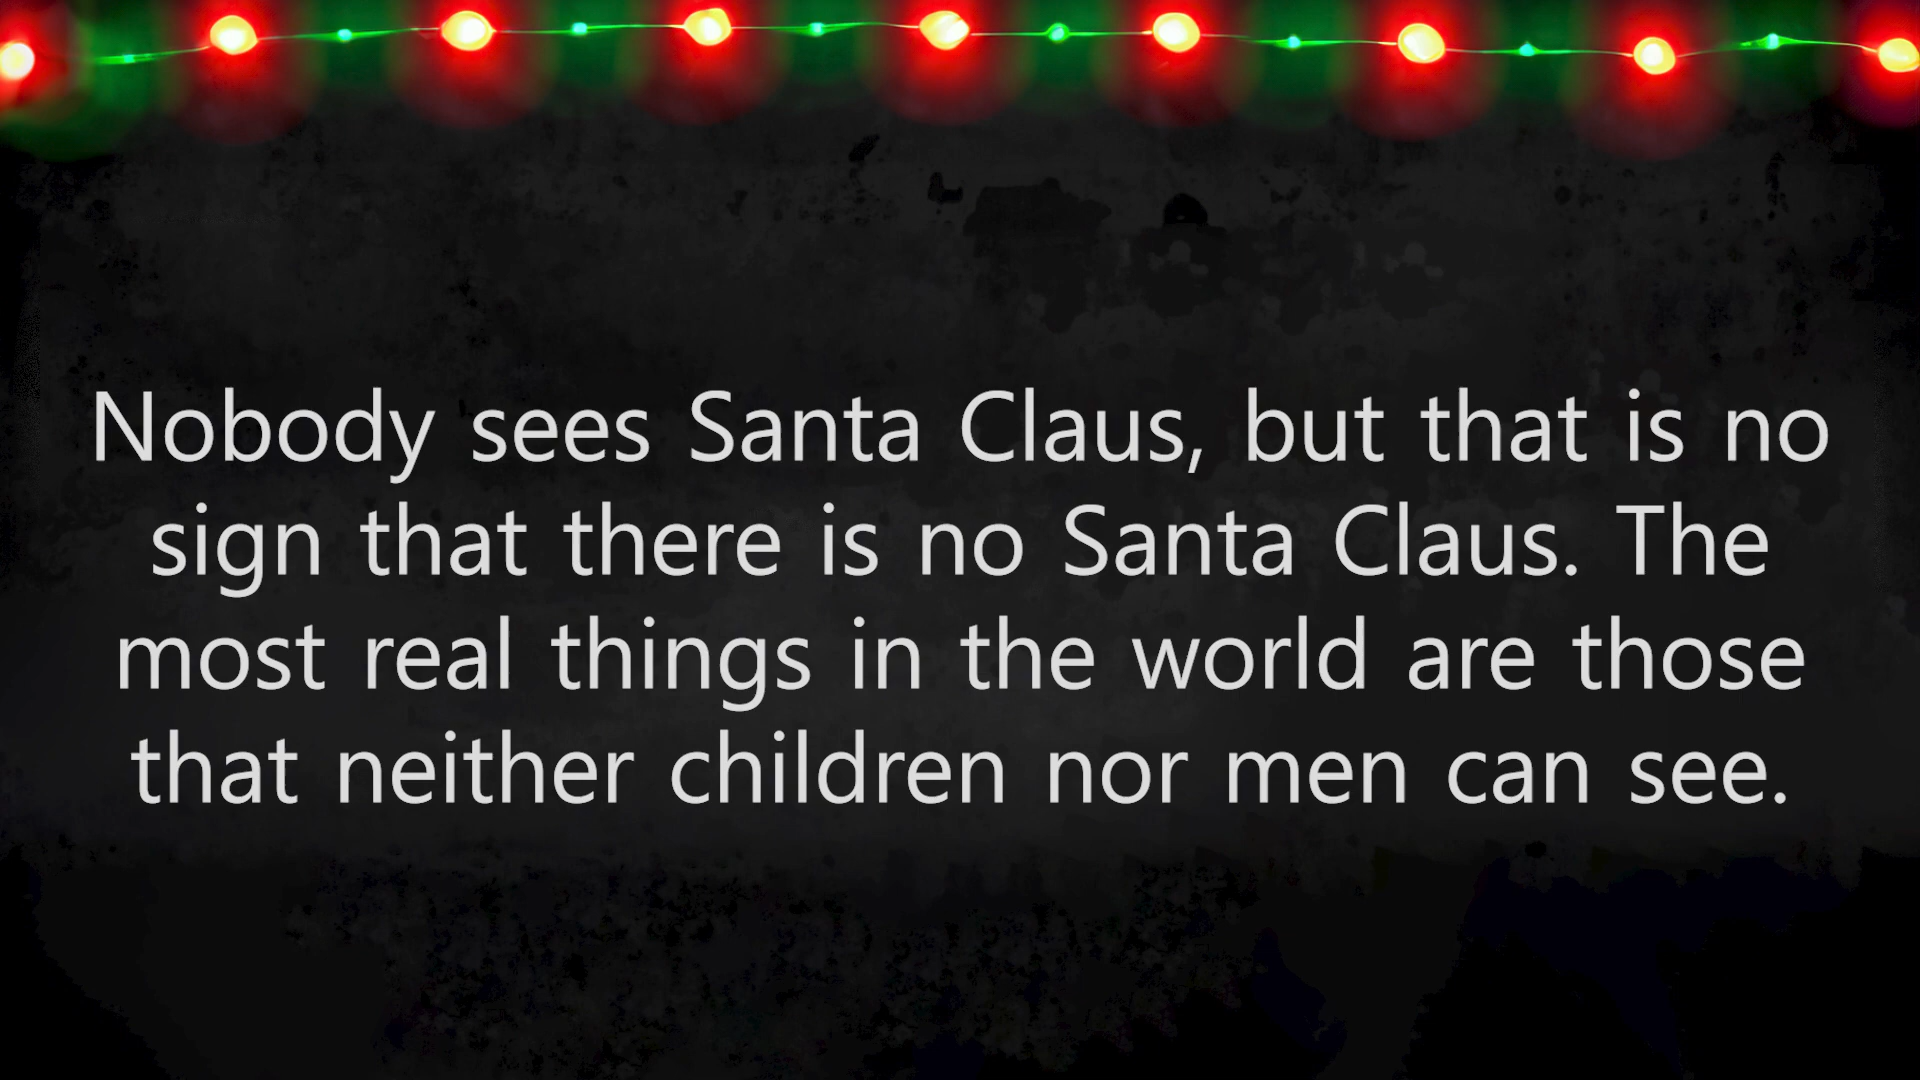 Nobody sees Santa Claus, but that is no
sign that there is no Santa Claus. The
most real things in the world are those
that neither children nor men can see.